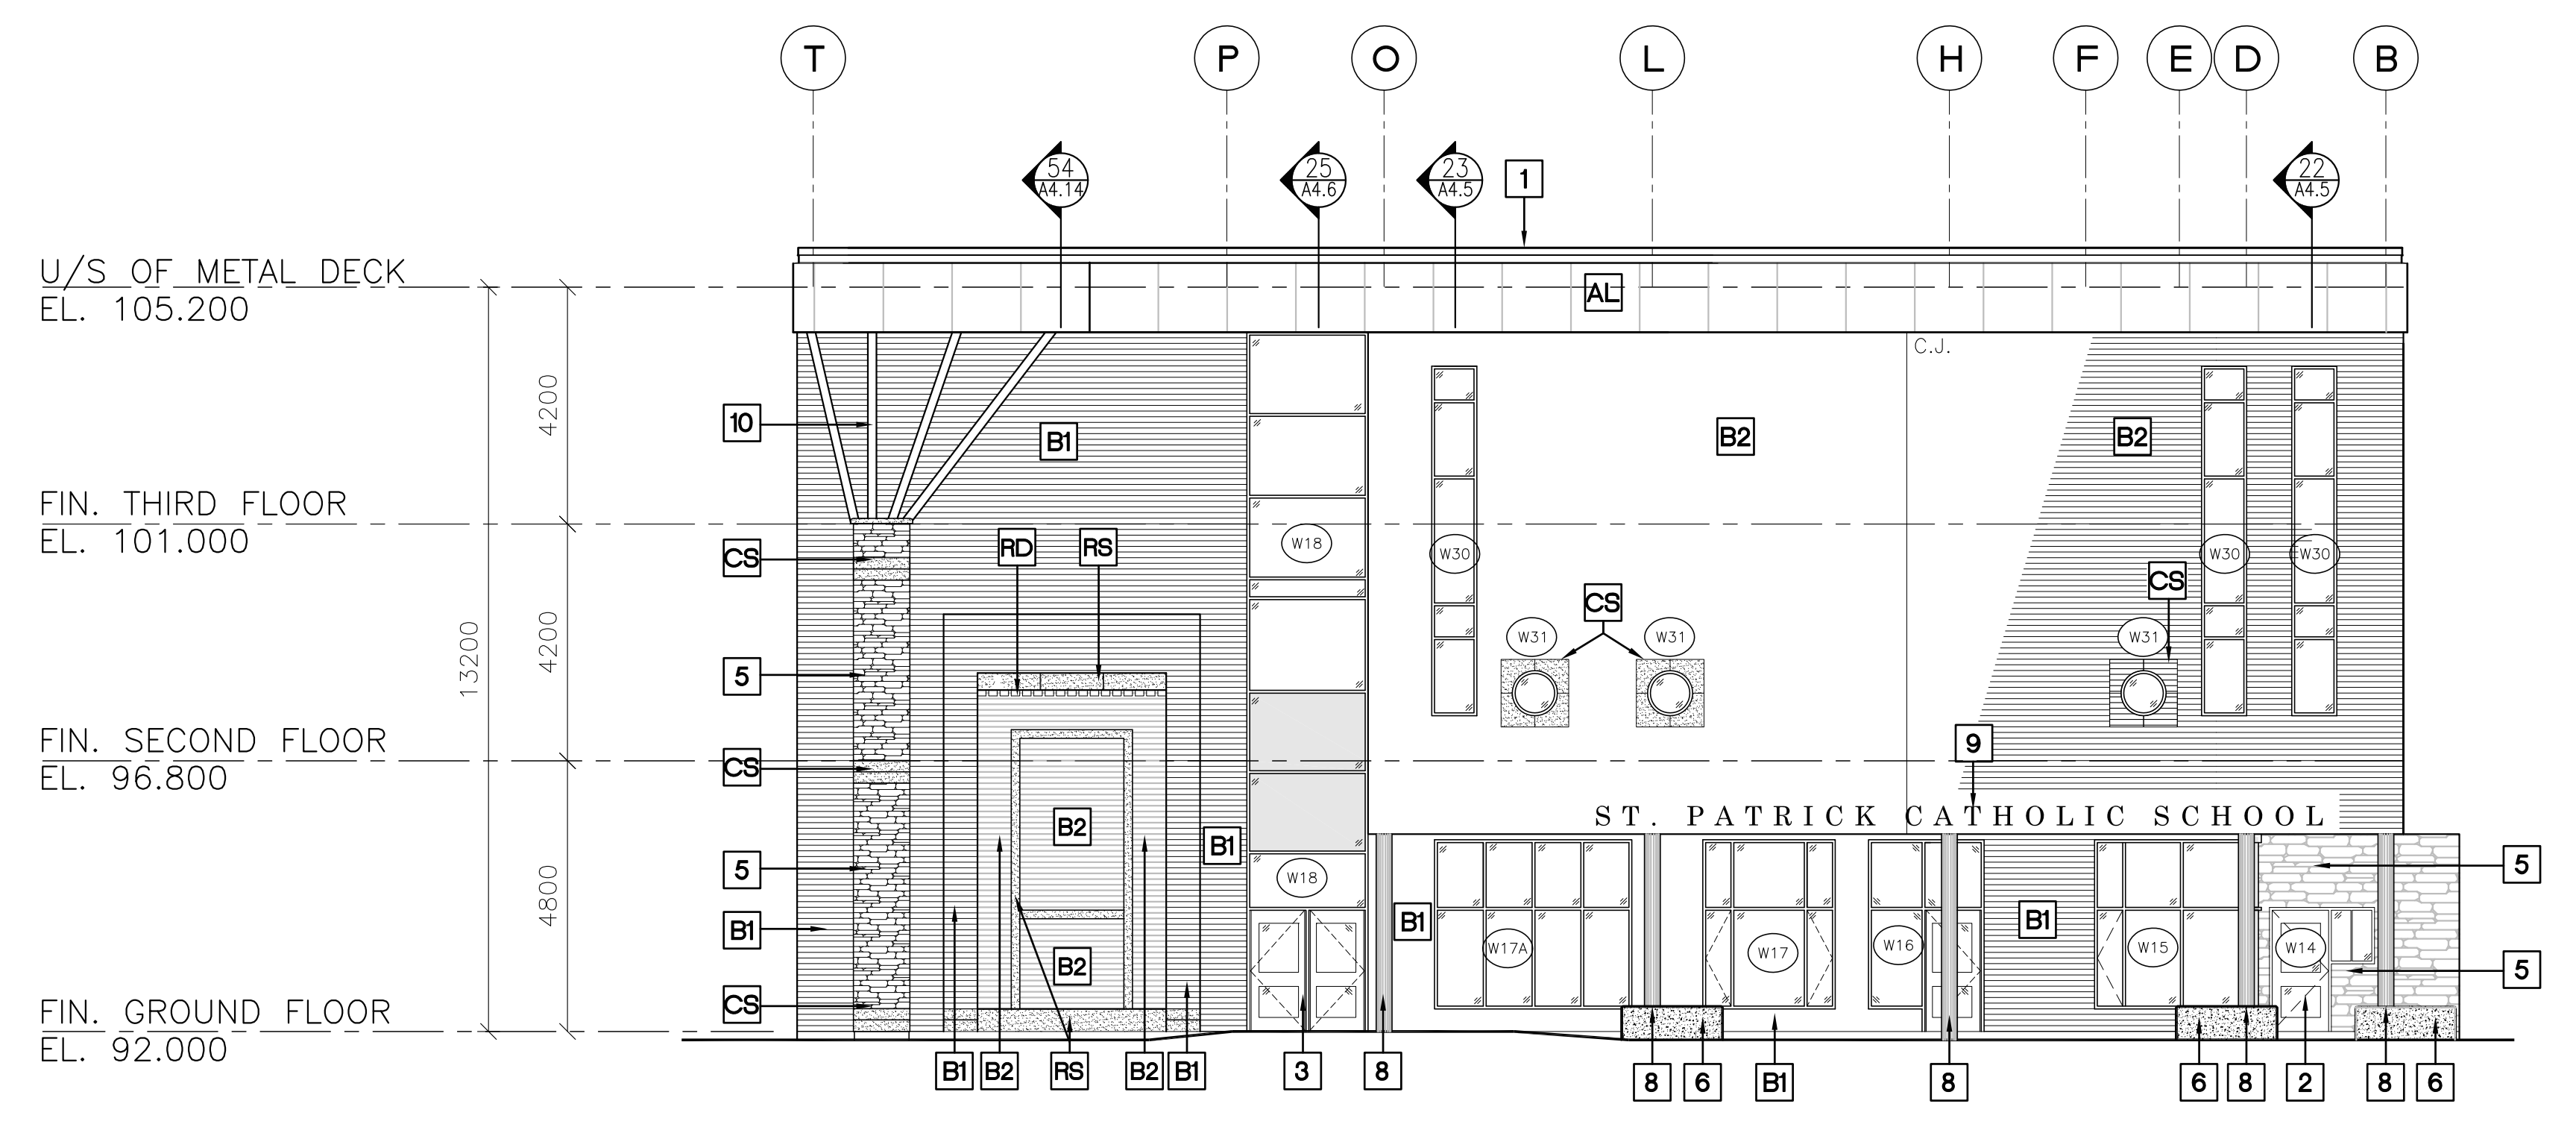 T P O L H F E D B
54 A4.14
25 A4.6
23 A4.5
1
22 A4.5
U/S OF METAL DECK
EL. 105.200
AL
C.J.
4200
10
B1
B2
B2
FIN. THIRD FLOOR
EL. 101.000
CS
RD
RS
W18
W30
W30
W30
CS
CS
W31
W31
W31
13200
4200
5
FIN. SECOND FLOOR
EL. 96.800
CS
9
ST. PATRICK CATHOLIC SCHOOL
B2
B1
4800
5
W18
5
B1
B1
B1
W17A
W17
W16
W15
W14
B2
5
FIN. GROUND FLOOR
EL. 92.000
CS
B1 B2 RS B2 B1 3 8
8 6 B1 8 6 8 2 8 6